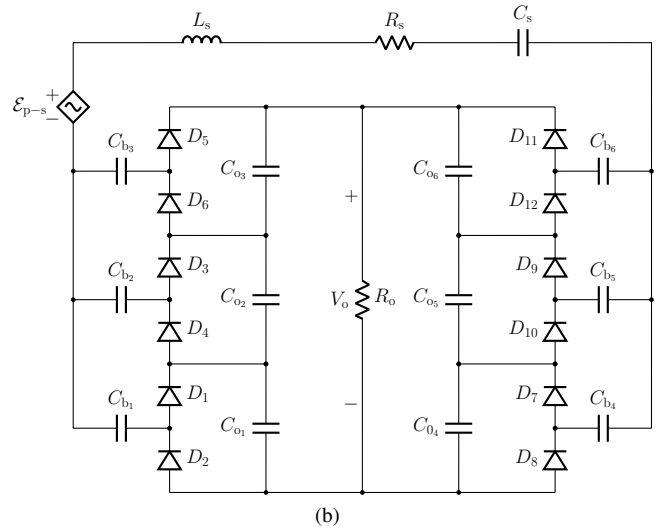 L_s R_s C_s
+
ℰ_p−s
−
C_b3 D_5 D_11 C_b6
C_o3 C_o6
D_6 + D_12
C_b2 D_3 D_9 C_b5
C_o2 V_o R_o C_o5
D_4 D_10
C_b1 D_1 − D_7 C_b4
C_o1 C_04
D_2 D_8
(b)